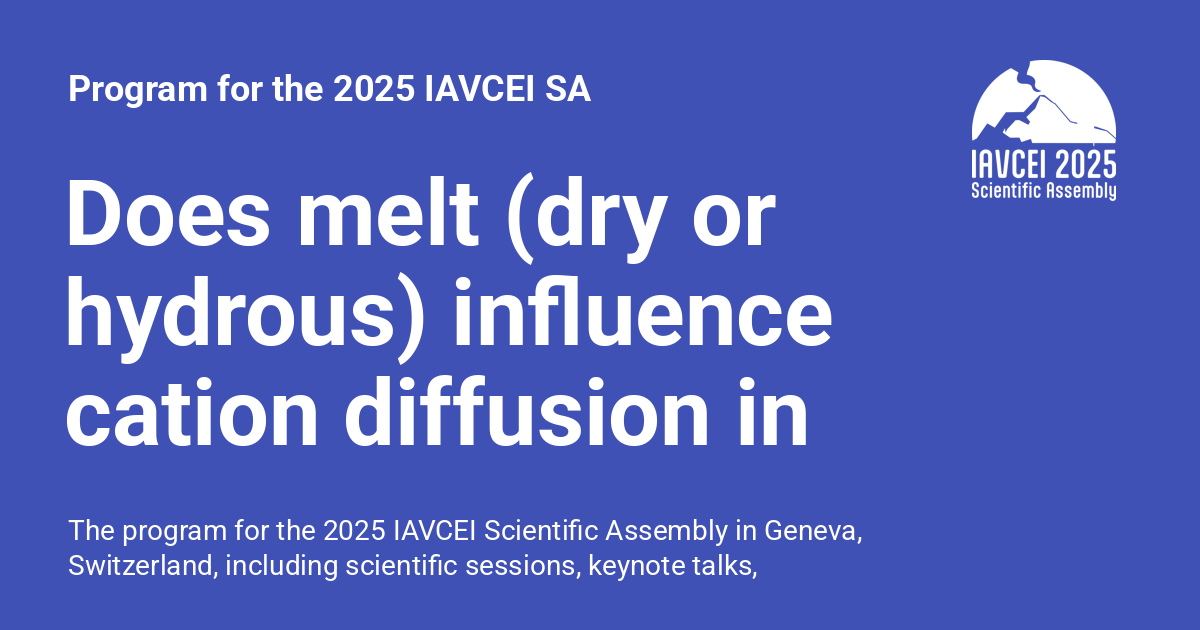 Program for the 2025 IAVCEI SA
IAVCEI 2025
Scientific Assembly
Does melt (dry or
hydrous) influence
cation diffusion in
The program for the 2025 IAVCEI Scientific Assembly in Geneva,
Switzerland, including scientific sessions, keynote talks,